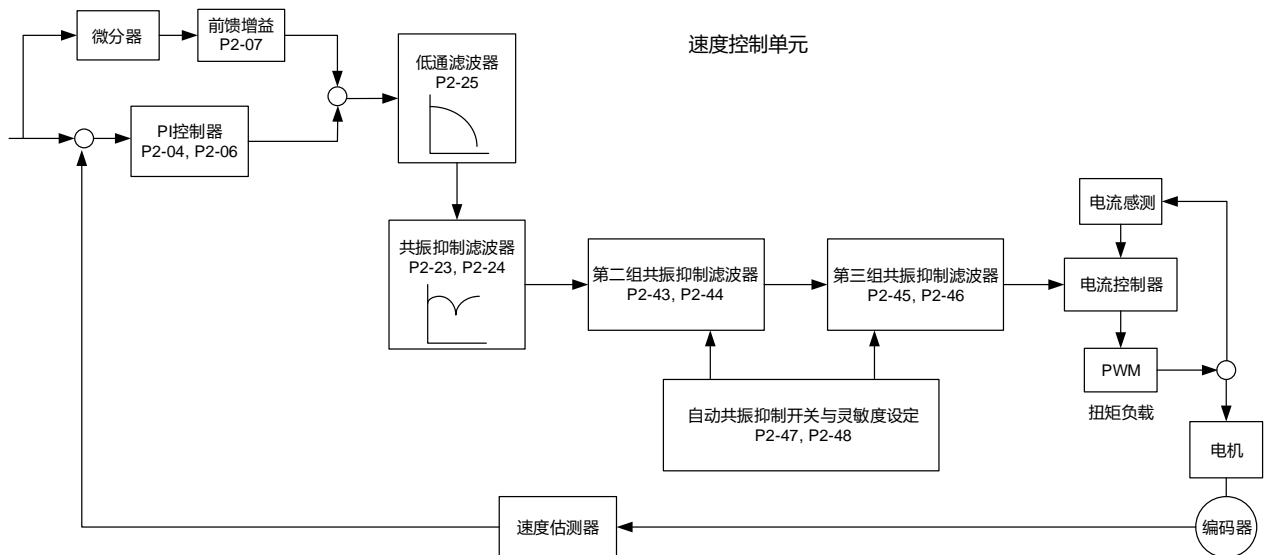 速度控制单元
微分器
前馈增益
P2-07
低通滤波器
P2-25
PI控制器
P2-04, P2-06
共振抑制滤波器
P2-23, P2-24
第二组共振抑制滤波器
P2-43, P2-44
第三组共振抑制滤波器
P2-45, P2-46
电流感测
电流控制器
PWM
扭矩负载
自动共振抑制开关与灵敏度设定
P2-47, P2-48
电机
编码器
速度估测器